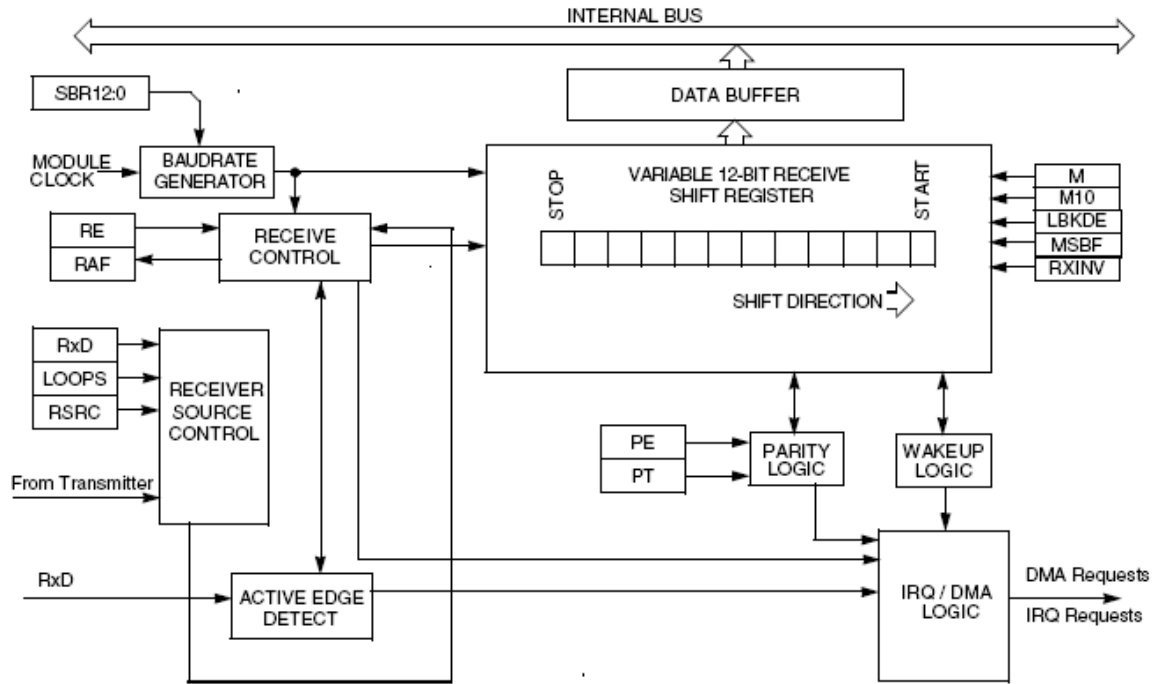 INTERNAL BUS
SBR12:0
DATA BUFFER
MODULE
CLOCK
BAUDRATE
GENERATOR
VARIABLE 12-BIT RECEIVE
SHIFT REGISTER
STOP
START
M
M10
LBKDE
MSBF
RXINV
RE
RAF
RECEIVE
CONTROL
SHIFT DIRECTION
RxD
LOOPS
RSRC
RECEIVER
SOURCE
CONTROL
From Transmitter
PE
PT
PARITY
LOGIC
WAKEUP
LOGIC
RxD
ACTIVE EDGE
DETECT
IRQ / DMA
LOGIC
DMA Requests
IRQ Requests